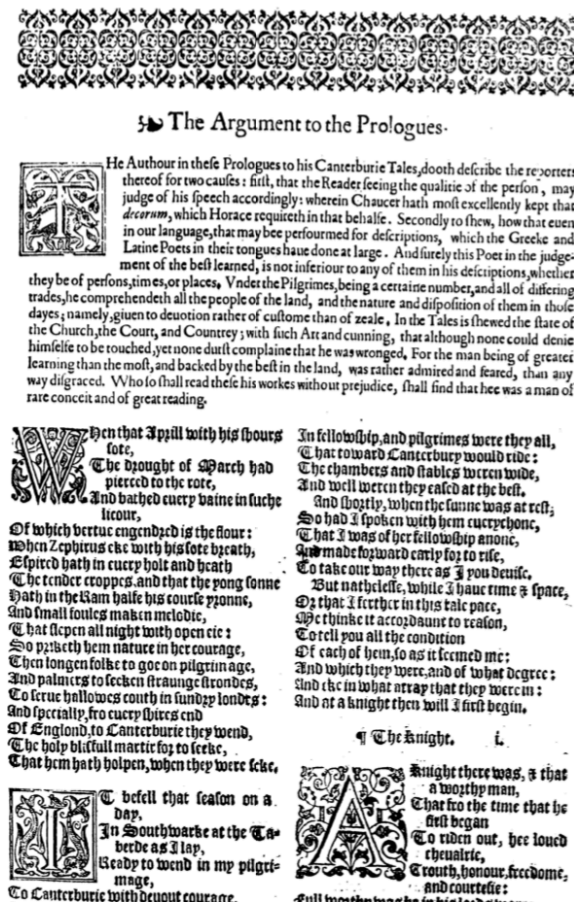 The Argument to the Prologues.
THe Authour in these Prologues to his Canterburie Tales, dooth describe the reporters
thereof for two causes: first, that the Reader seeing the qualitie of the person, may
judge of his speech accordingly: wherein Chaucer hath most excellently kept that
decorum, which Horace requireth in that behalfe. Secondly to shew, how that euen
in our language, that may bee perfourmed for descriptions, which the Greeke and
Latine Poets in their tongues haue done at large. And surely this Poet in the judge-
ment of the best learned, is not inferiour to any of them in his descriptions, whether
they be of persons, times, or places. Vnder the Pilgrimes, being a certaine number, and all of differing
trades, he comprehendeth all the people of the land, and the nature and disposition of them in those
dayes; namely, giuen to deuotion rather of custome than of zeale. In the Tales is shewed the state of
the Church, the Court, and Countrey; with such Art and cunning, that although none could denie
himselfe to be touched, yet none durst complaine that he was wronged. For the man being of greater
learning than the most, and backed by the best in the land, was rather admired and feared, than any
way disgraced. Who so shall read these his workes without prejudice, shall find that hee was a man of
rare conceit and of great reading.
WHen that Aprill with his shours
sote,
The drought of March had
pierced to the rote,
And bathed euery vaine in suche
licour,
Of which vertue engendred is the flour:
When Zephirus eke with his sote breath,
Espired hath in euery holt and heath
The tender croppes. and that the yong sonne
Hath in the Ram halfe his course yronne,
And small foules maken melodie,
That slepen all night with open eie:
So pricketh hem nature in her courage,
Then longen folke to goe on pilgrimage,
And palmers to seeken straunge strondes,
To serue hallowes couth in sundry londes:
And specially, fro euery shires end
Of England, to Canterburie they wend,
The holy blisfull martir for to seeke,
That hem hath holpen, when they were seke.
IT befell that season on a
day,
In Southwarke at the Ta-
berde as I lay,
Ready to wend in my pilgri-
mage,
To Canterburie with deuout courage,
In fellowship, and pilgrimes were they all,
That toward Canterbury would ride:
The chambers and stables weren wide,
And well weren they eased at the best.
And shortly, when the sunne was at rest;
So had I spoken with hem euerychone,
That I was of her fellowship anone,
And made forward early for to rise,
To take our way there as I you deuise.
But nathelesse, while I haue time & space,
Or that I ferther in this tale pace,
Me thinke it accordaunt to reason,
To tell you all the condition
Of each of hem, so as it seemed me:
And which they were, and of what degree:
And eke in what array that they were in:
And at a knight then will I first begin.
¶ The Knight. i.
A Knight there was, & that
a worthy man,
That fro the time that he
first began
To riden out, hee loued
cheualrie,
Trouth, honour, freedome,
and courtesie:
Full worthy was he in his lords